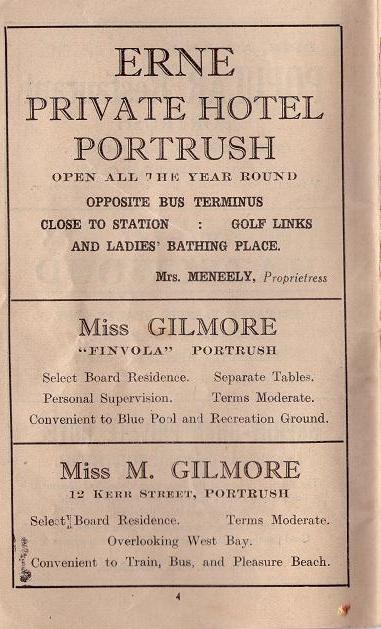 ERNE
PRIVATE HOTEL
PORTRUSH
OPEN ALL THE YEAR ROUND
OPPOSITE BUS TERMINUS
CLOSE TO STATION : GOLF LINKS
AND LADIES' BATHING PLACE.
Mrs. MENEELY, Proprietress
Miss GILMORE
"FINVOLA" PORTRUSH
Select Board Residence. Separate Tables.
Personal Supervision. Terms Moderate.
Convenient to Blue Pool and Recreation Ground.
Miss M. GILMORE
12 KERR STREET, PORTRUSH
Select Board Residence. Terms Moderate.
Overlooking West Bay.
Convenient to Train, Bus, and Pleasure Beach.
4